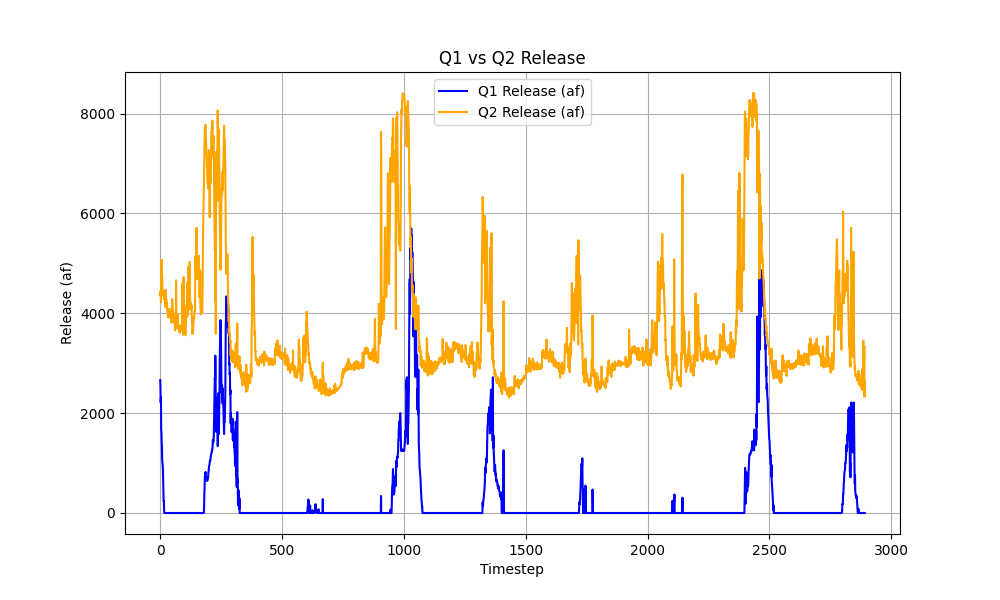 Q1 vs Q2 Release
Q1 Release (af)
Q2 Release (af)
Release (af)
8000
6000
4000
2000
0
0 500 1000 1500 2000 2500 3000
Timestep